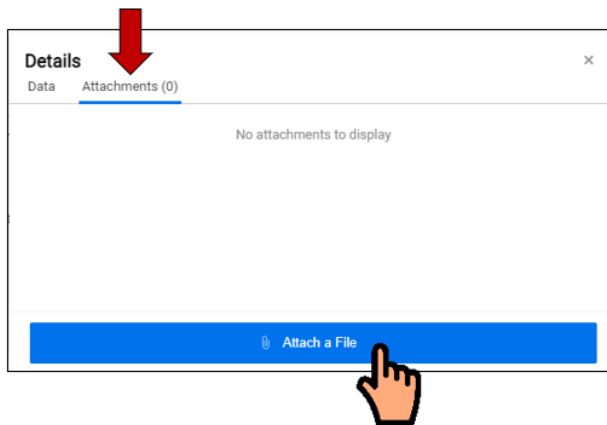 Details
Data Attachments (0)
No attachments to display
Attach a File